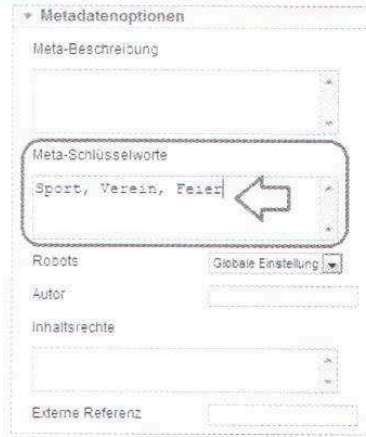 Metadatenoptionen
Meta-Beschreibung
Meta-Schlüsselworte
Sport, Verein, Feier
Robots Globale Einstellung
Autor
Inhaltsrechte
Externe Referenz